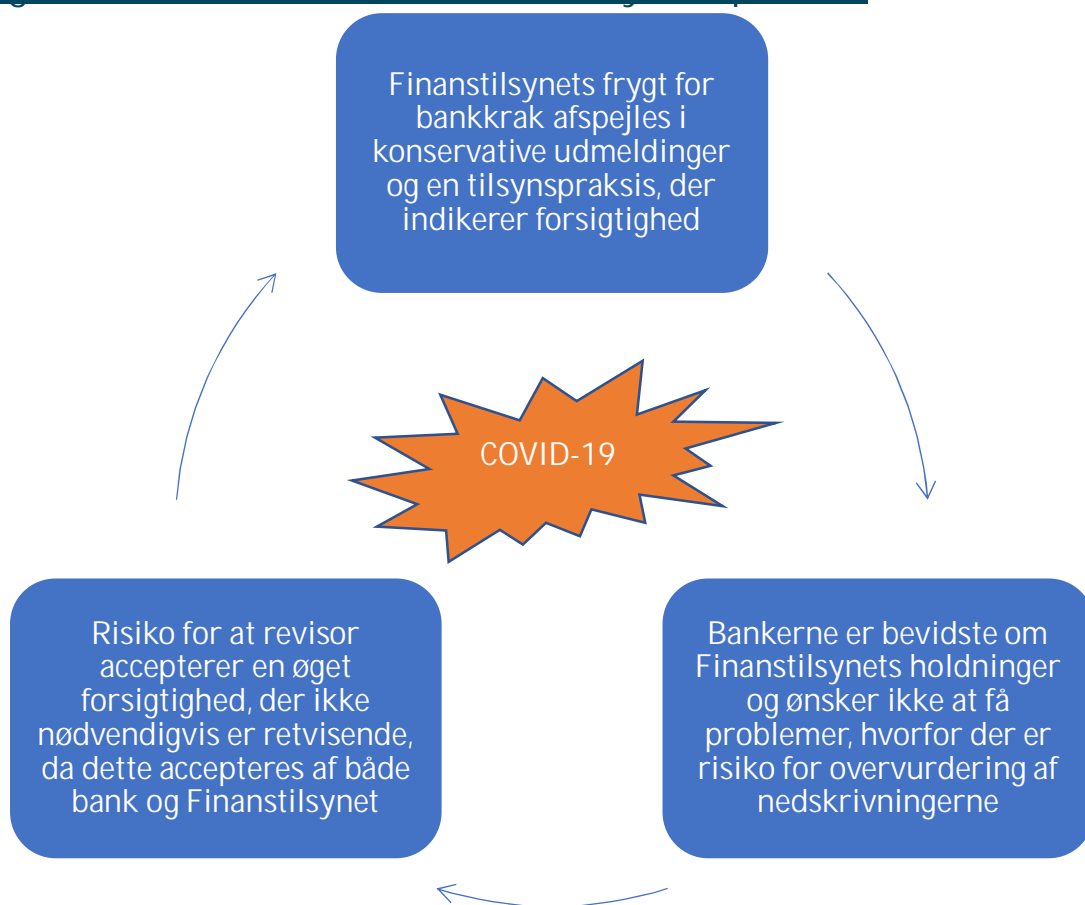 Finanstilsynets frygt for
bankkrak afspejles i
konservative udmeldinger
og en tilsynspraksis, der
indikerer forsigtighed
COVID-19
Risiko for at revisor
accepterer en øget
forsigtighed, der ikke
nødvendigvis er retvisende,
da dette accepteres af både
bank og Finanstilsynet
Bankerne er bevidste om
Finanstilsynets holdninger
og ønsker ikke at få
problemer, hvorfor der er
risiko for overvurdering af
nedskrivningerne